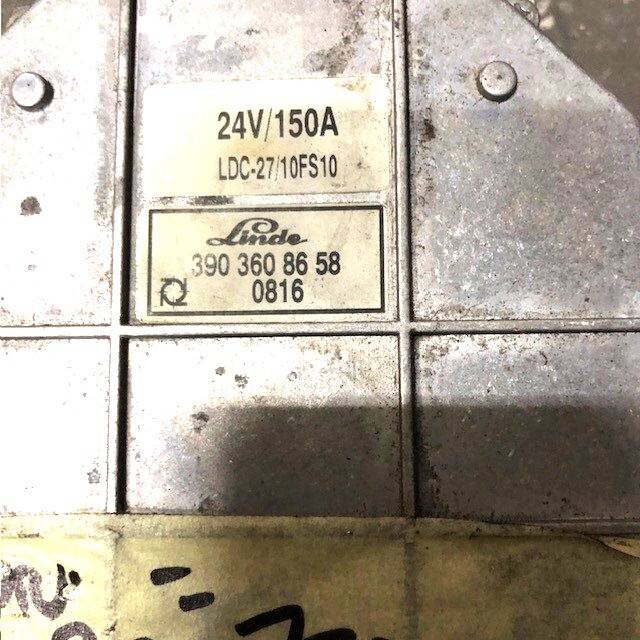 24V/150A
LDC-27/10FS10
Linde
390 360 86 58
0816